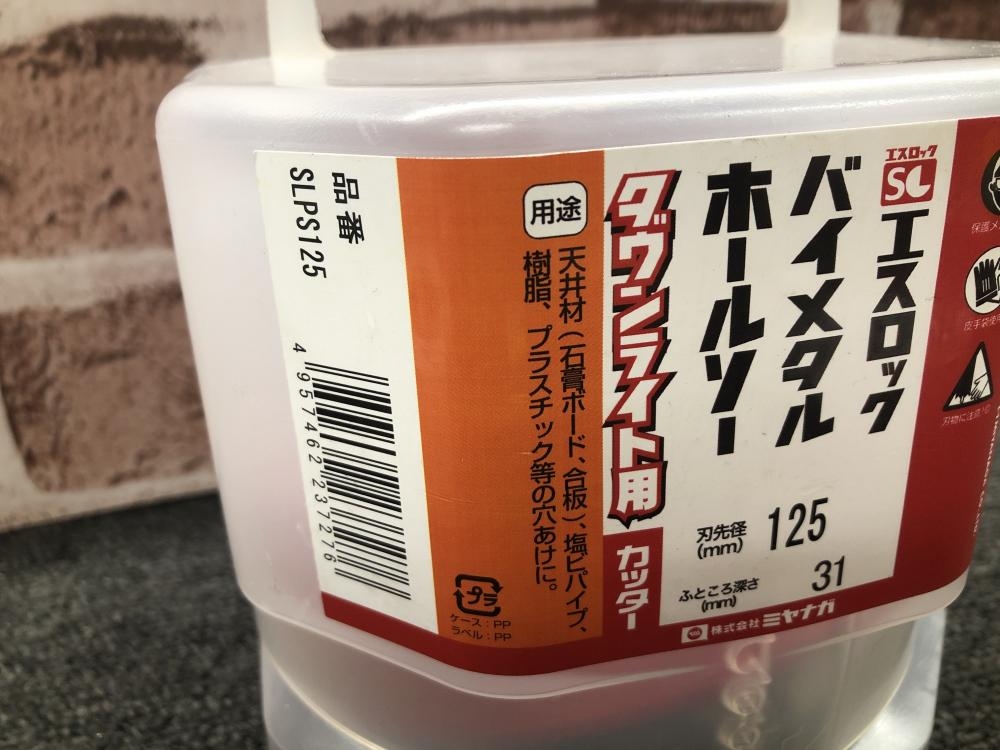 エスロック
SL
エスロック
バイメタル
ホールソー
ダウンライト用
カッター
刃先径
(mm)
125
ふところ深さ
(mm)
31
株式会社 ミヤナガ
用途
天井材(石膏ボード、合板)、塩ビパイプ、
樹脂、プラスチック等の穴あけに。
プラ
ケース:PP
ラベル:PP
品番
SLPS125
4 957462 237276